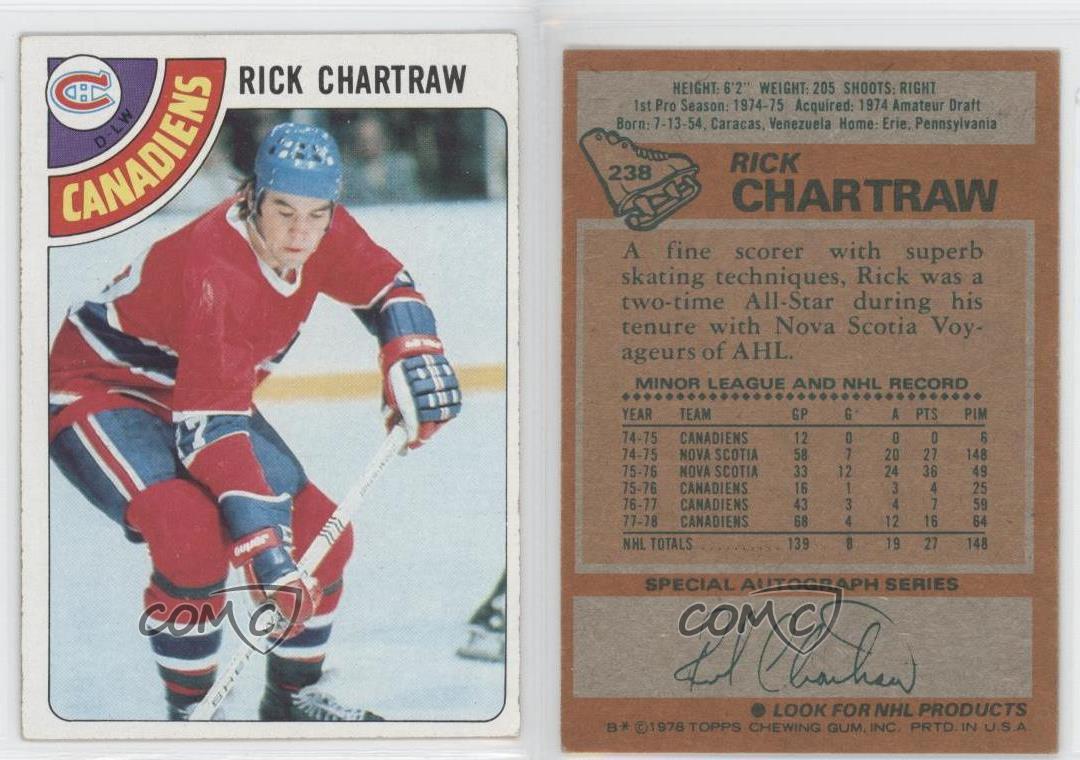 RICK CHARTRAW
D-LW
CANADIENS
COMC
HEIGHT: 6'2" WEIGHT: 205 SHOOTS: RIGHT
1st Pro Season: 1974-75 Acquired: 1974 Amateur Draft
Born: 7-13-54, Caracas, Venezuela Home: Erie, Pennsylvania
238
RICK
CHARTRAW
A fine scorer with superb
skating techniques, Rick was a
two-time All-Star during his
tenure with Nova Scotia Voy-
ageurs of AHL.
MINOR LEAGUE AND NHL RECORD
YEAR TEAM GP G A PTS PIM
74-75 CANADIENS 12 0 0 0 6
74-75 NOVA SCOTIA 58 7 20 27 148
75-76 NOVA SCOTIA 33 12 24 36 49
75-76 CANADIENS 16 1 3 4 25
76-77 CANADIENS 43 3 4 7 59
77-78 CANADIENS 68 4 12 16 64
NHL TOTALS 139 8 19 27 148
SPECIAL AUTOGRAPH SERIES
COMC
Rick Chartraw
● LOOK FOR NHL PRODUCTS
B* ©1978 TOPPS CHEWING GUM, INC. PRTD. IN U.S.A.